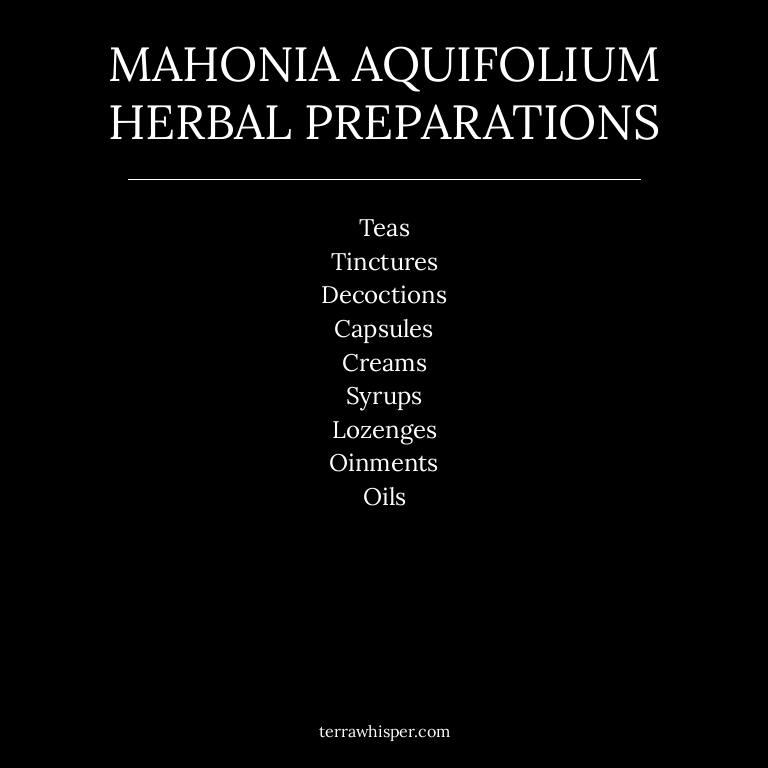 MAHONIA AQUIFOLIUM
HERBAL PREPARATIONS
Teas
Tinctures
Decoctions
Capsules
Creams
Syrups
Lozenges
Oinments
Oils
terrawhisper.com